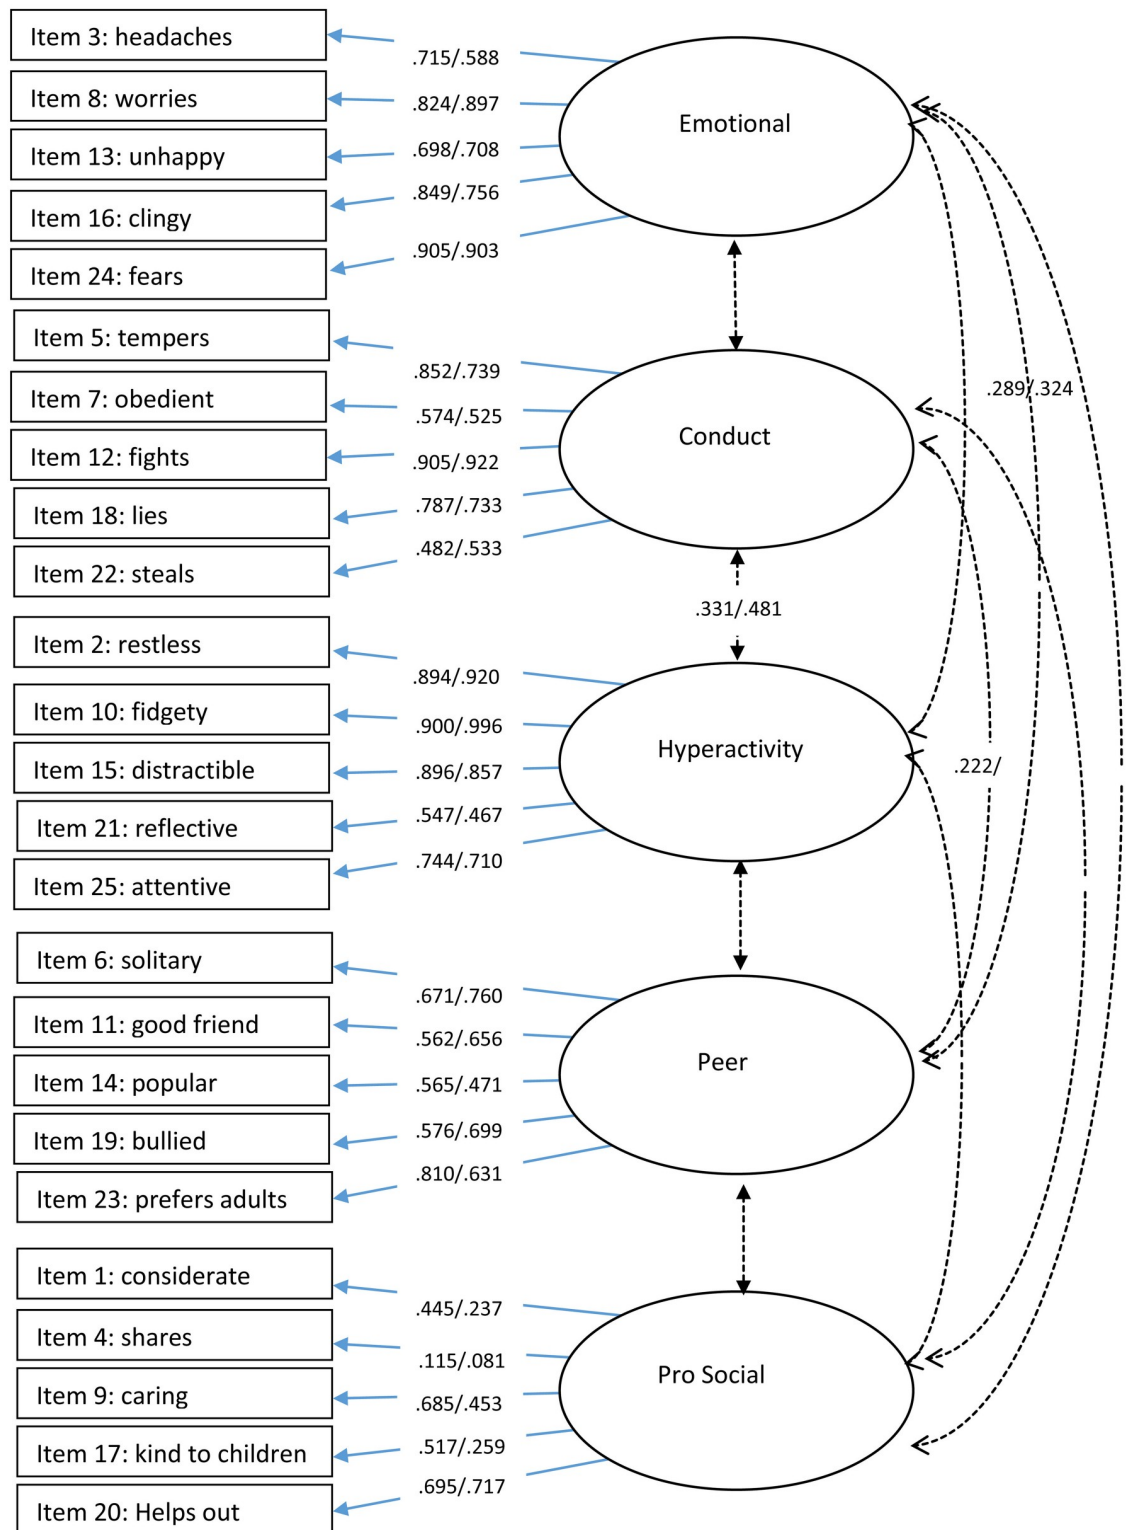 Item 3: headaches
.715/.588
Item 8: worries
.824/.897
Emotional
Item 13: unhappy
.698/.708
Item 16: clingy
.849/.756
Item 24: fears
.905/.903
Item 5: tempers
.852/.739
.289/.324
Item 7: obedient
.574/.525
Conduct
Item 12: fights
.905/.922
Item 18: lies
.787/.733
Item 22: steals
.482/.533
.331/.481
Item 2: restless
.894/.920
Item 10: fidgety
.900/.996
Hyperactivity
Item 15: distractible
.896/.857
.222/
Item 21: reflective
.547/.467
Item 25: attentive
.744/.710
Item 6: solitary
.671/.760
Item 11: good friend
.562/.656
Peer
Item 14: popular
.565/.471
Item 19: bullied
.576/.699
Item 23: prefers adults
.810/.631
Item 1: considerate
.445/.237
Item 4: shares
.115/.081
Pro Social
Item 9: caring
.685/.453
Item 17: kind to children
.517/.259
Item 20: Helps out
.695/.717